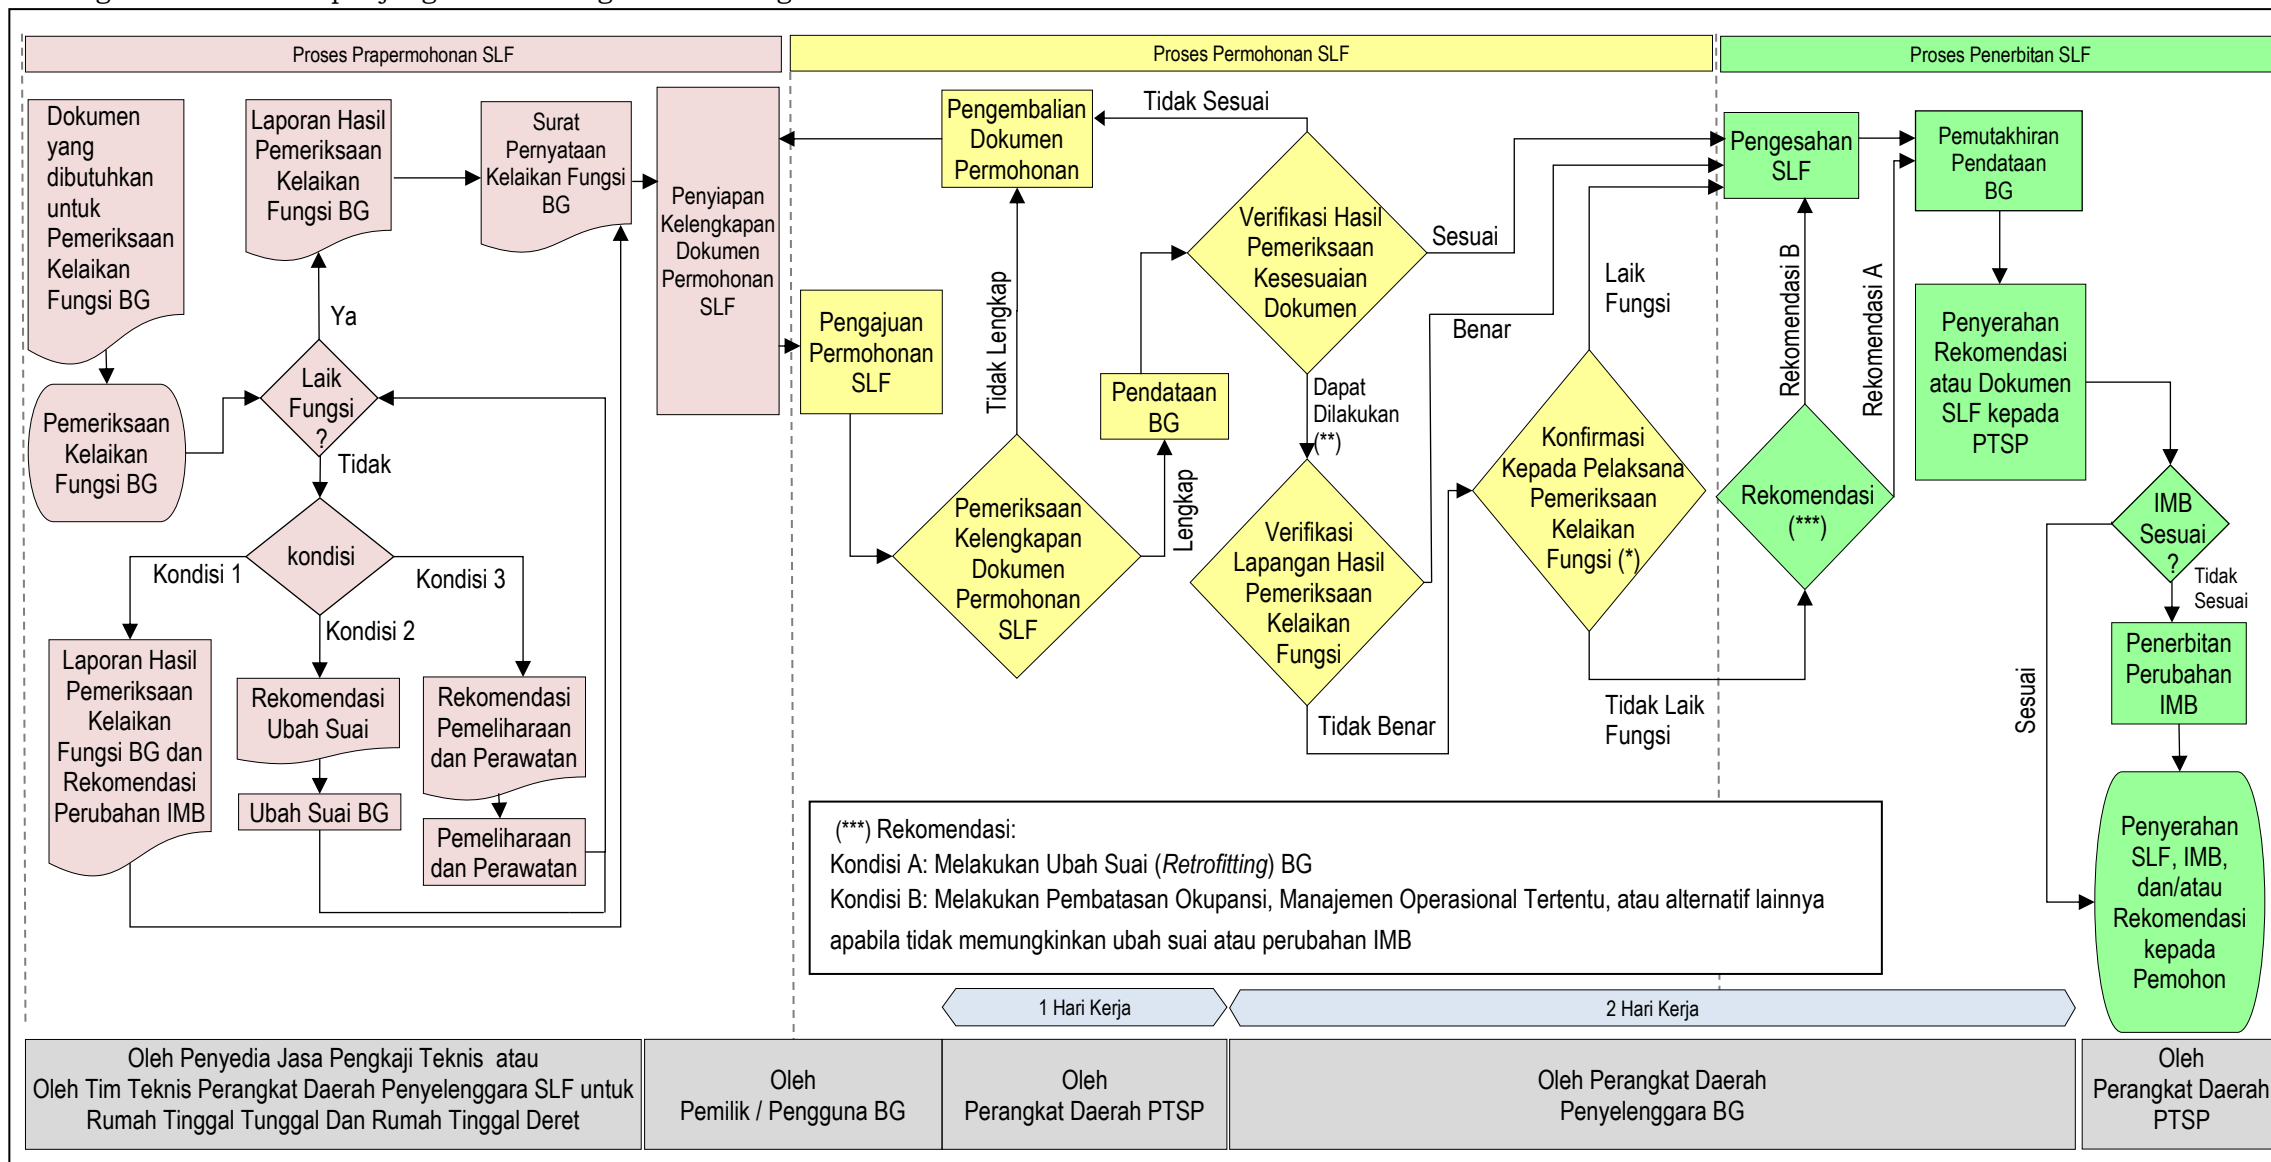 Proses Prapermohonan SLF
Proses Permohonan SLF
Proses Penerbitan SLF
Dokumen
yang
dibutuhkan
untuk
Pemeriksaan
Kelaikan
Fungsi BG
Laporan Hasil
Pemeriksaan
Kelaikan
Fungsi BG
Surat
Pernyataan
Kelaikan Fungsi
BG
Penyiapan
Kelengkapan
Dokumen
Permohonan
SLF
Ya
Laik
Fungsi
?
Pemeriksaan
Kelaikan
Fungsi BG
Tidak
kondisi
Kondisi 1
Kondisi 2
Kondisi 3
Laporan Hasil
Pemeriksaan
Kelaikan
Fungsi BG dan
Rekomendasi
Perubahan IMB
Rekomendasi
Ubah Suai
Ubah Suai BG
Rekomendasi
Pemeliharaan
dan Perawatan
Pemeliharaan
dan Perawatan
Pengembalian
Dokumen
Permohonan
Tidak Sesuai
Pengajuan
Permohonan
SLF
Tidak Lengkap
Pemeriksaan
Kelengkapan
Dokumen
Permohonan
SLF
Lengkap
Pendataan
BG
Verifikasi Hasil
Pemeriksaan
Kesesuaian
Dokumen
Sesuai
Dapat
Dilakukan
(**)
Verifikasi
Lapangan Hasil
Pemeriksaan
Kelaikan
Fungsi
Benar
Tidak Benar
Laik
Fungsi
Konfirmasi
Kepada Pelaksana
Pemeriksaan
Kelaikan
Fungsi (*)
Tidak Laik
Fungsi
Pengesahan
SLF
Rekomendasi B
Rekomendasi A
Rekomendasi
(***)
Pemutakhiran
Pendataan
BG
Penyerahan
Rekomendasi
atau Dokumen
SLF kepada
PTSP
IMB
Sesuai
?
Tidak
Sesuai
Sesuai
Penerbitan
Perubahan
IMB
Penyerahan
SLF, IMB,
dan/atau
Rekomendasi
kepada
Pemohon
(***) Rekomendasi:
Kondisi A: Melakukan Ubah Suai (Retrofitting) BG
Kondisi B: Melakukan Pembatasan Okupansi, Manajemen Operasional Tertentu, atau alternatif lainnya
apabila tidak memungkinkan ubah suai atau perubahan IMB
1 Hari Kerja
2 Hari Kerja
Oleh Penyedia Jasa Pengkaji Teknis atau
Oleh Tim Teknis Perangkat Daerah Penyelenggara SLF untuk
Rumah Tinggal Tunggal Dan Rumah Tinggal Deret
Oleh
Pemilik / Pengguna BG
Oleh
Perangkat Daerah PTSP
Oleh Perangkat Daerah
Penyelenggara BG
Oleh
Perangkat Daerah
PTSP